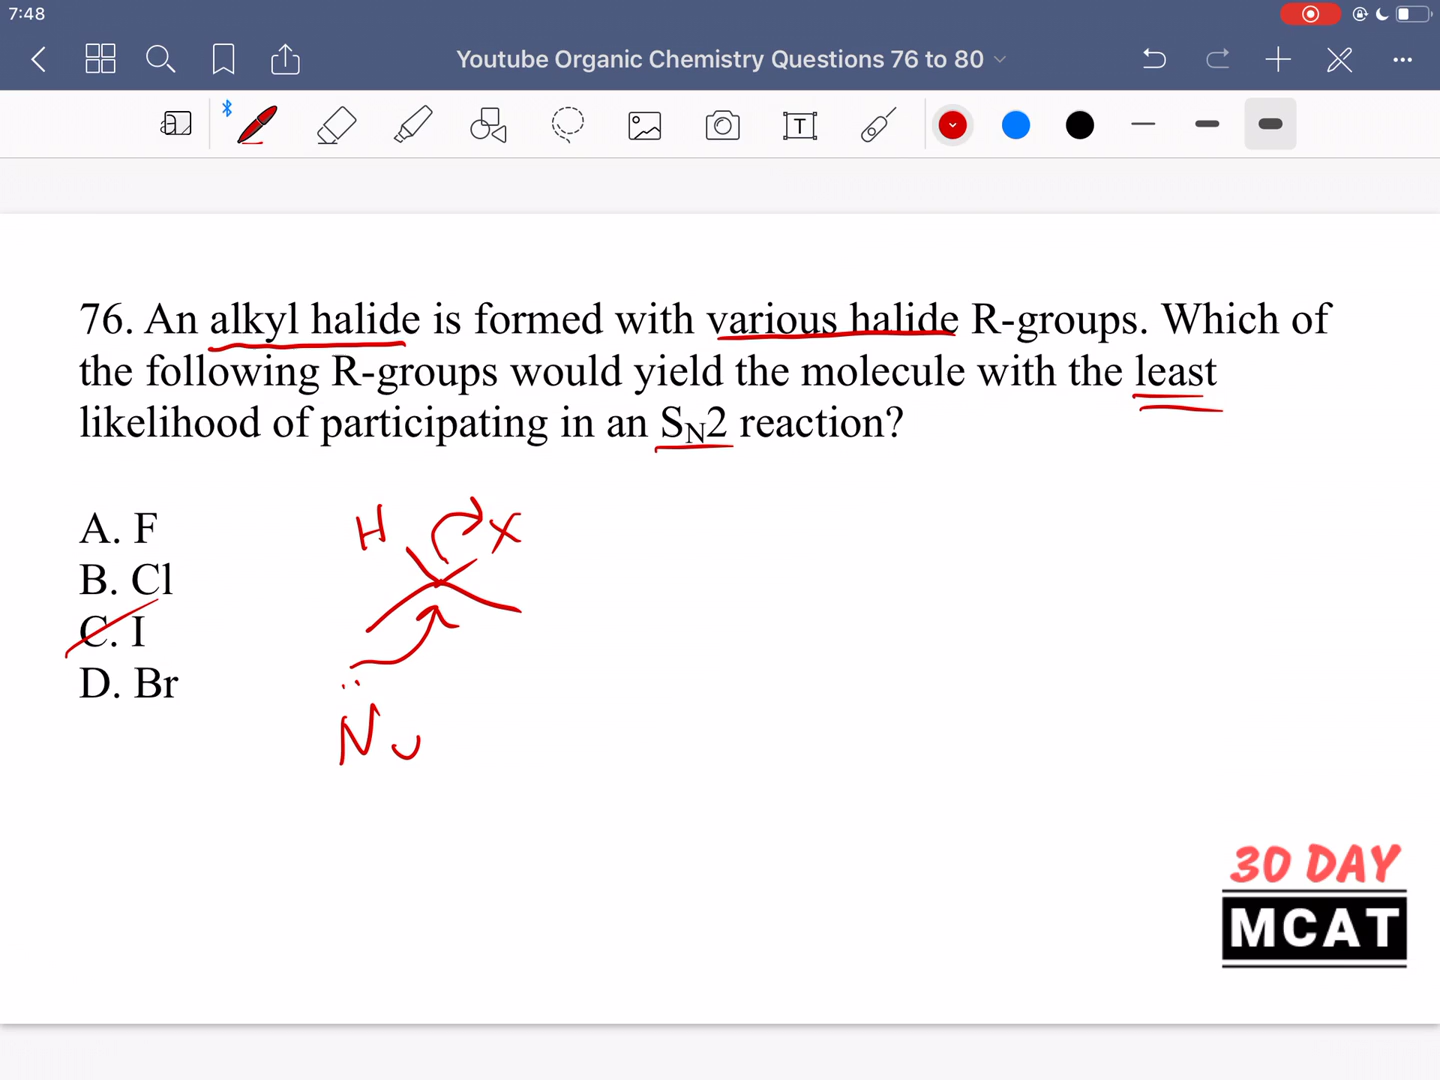 7:48
Youtube Organic Chemistry Questions 76 to 80
a
T
76. An alkyl halide is formed with various halide R-groups. Which of
the following R-groups would yield the molecule with the least
likelihood of participating in an SN2 reaction?
A. F
B. Cl
C. I
D. Br
H X
Nu
30 DAY
MCAT